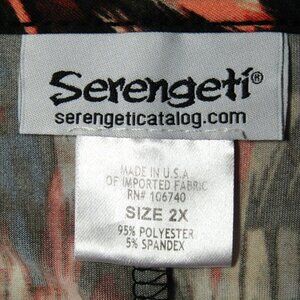 Serengeti®
serengeticatalog.com
MADE IN U.S.A
OF IMPORTED FABRIC
RN# 106740
SIZE 2X
95% POLYESTER
5% SPANDEX